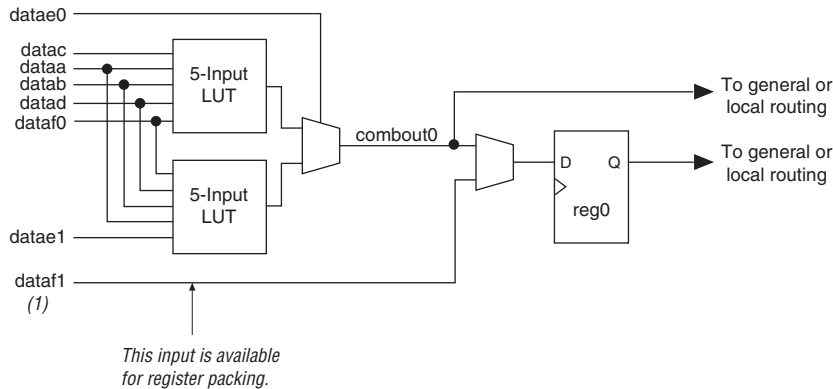 datae0
datac
dataa
datab
datad
dataf0
5-Input
LUT
combout0
To general or
local routing
D
Q
reg0
To general or
local routing
5-Input
LUT
datae1
dataf1
(1)
This input is available
for register packing.